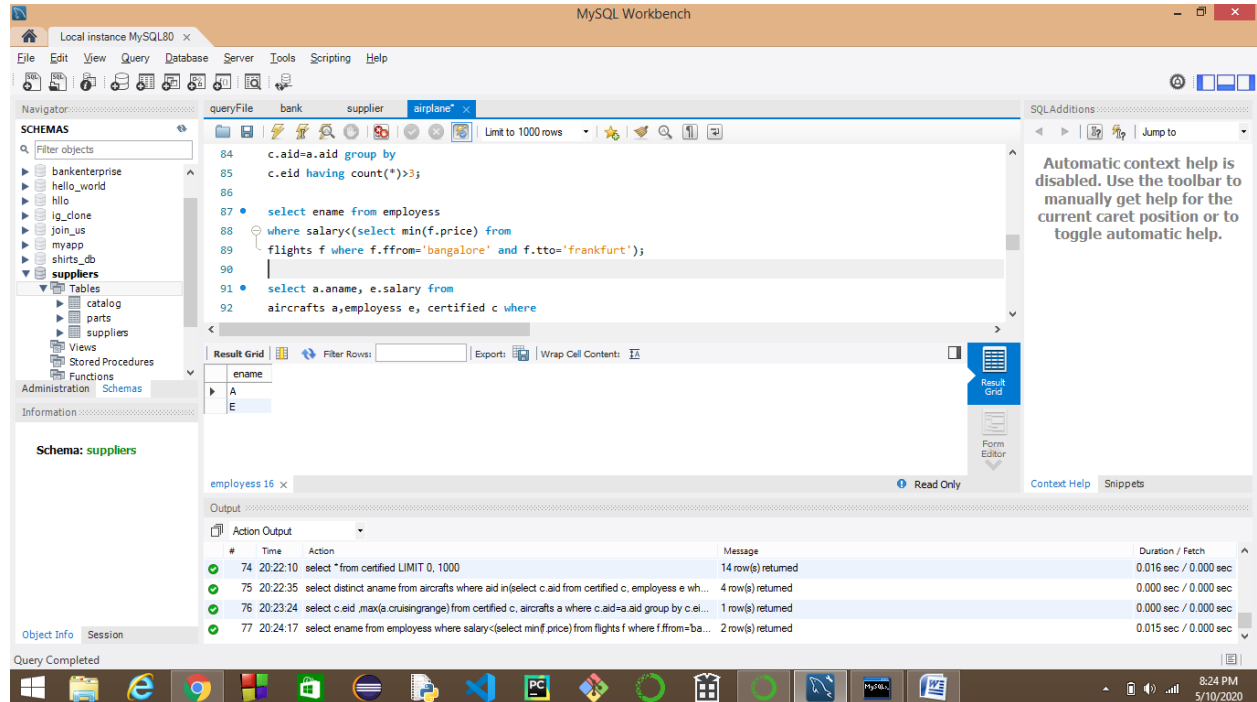 MySQL Workbench
Local instance MySQL80 ×
File Edit View Query Database Server Tools Scripting Help
Navigator
SCHEMAS
Filter objects
bankenterprise
hello_world
hllo
ig_clone
join_us
myapp
shirts_db
suppliers
Tables
catalog
parts
suppliers
Views
Stored Procedures
Functions
Administration Schemas
Information
Schema: suppliers
Object Info Session
queryFile bank supplier airplane* ×
Limit to 1000 rows
84 c.aid=a.aid group by
85 c.eid having count(*)>3;
86
87 select ename from employess
88 where salary<(select min(f.price) from
89 flights f where f.ffrom='bangalore' and f.tto='frankfurt');
90
91 select a.aname, e.salary from
92 aircrafts a,employess e, certified c where
Result Grid Filter Rows: Export: Wrap Cell Content:
ename
A
E
Result Grid
Form Editor
employess 16 × Read Only
SQLAdditions
Jump to
Automatic context help is
disabled. Use the toolbar to
manually get help for the
current caret position or to
toggle automatic help.
Context Help Snippets
Output
Action Output
# Time Action Message Duration / Fetch
74 20:22:10 select * from certified LIMIT 0, 1000 14 row(s) returned 0.016 sec / 0.000 sec
75 20:22:35 select distinct aname from aircrafts where aid in(select c.aid from certified c, employess e wh... 4 row(s) returned 0.000 sec / 0.000 sec
76 20:23:24 select c.eid ,max(a.cruisingrange) from certified c, aircrafts a where c.aid=a.aid group by c.ei... 1 row(s) returned 0.000 sec / 0.000 sec
77 20:24:17 select ename from employess where salary<(select min(f.price) from flights f where f.ffrom='ba... 2 row(s) returned 0.015 sec / 0.000 sec
Query Completed
8:24 PM
5/10/2020